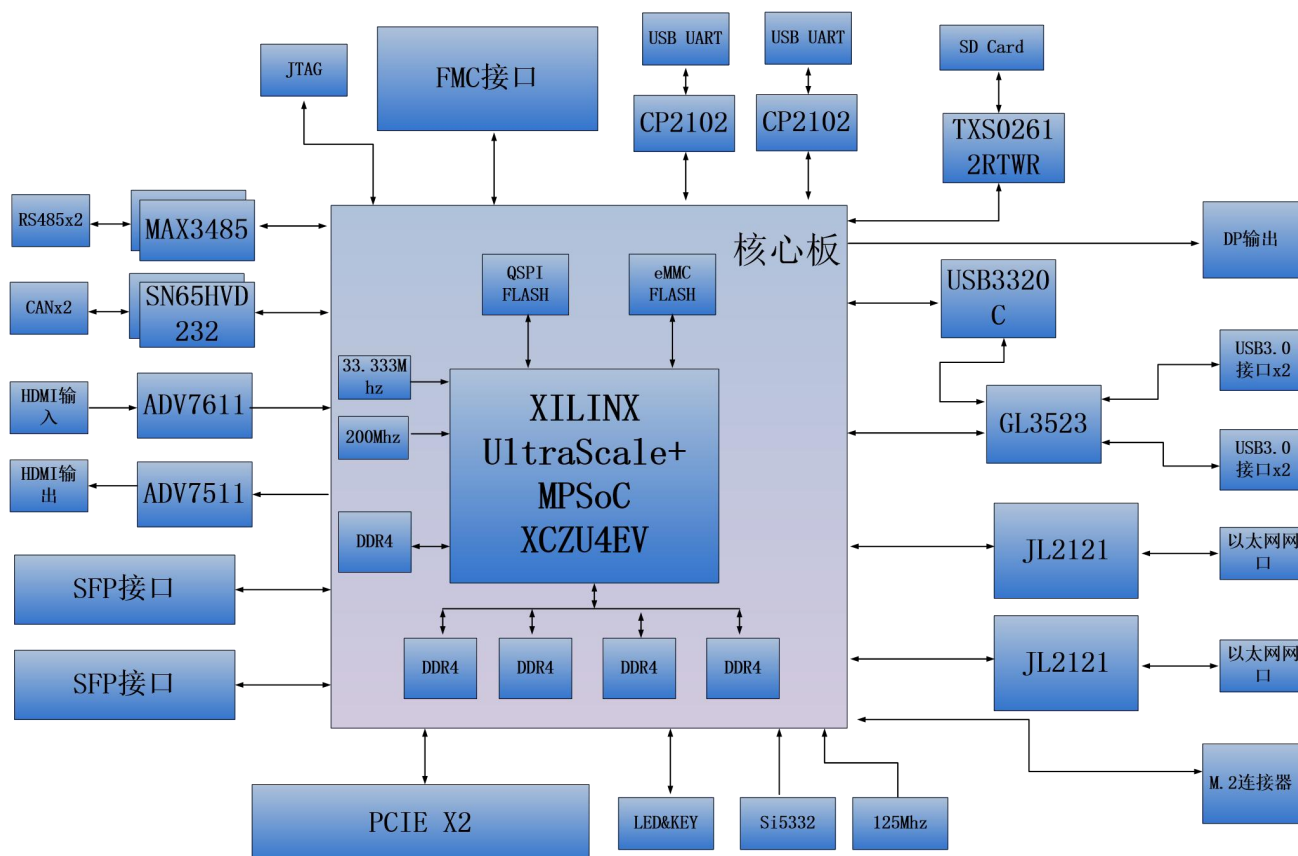 USB UART
USB UART
SD Card
JTAG
FMC接口
CP2102
CP2102
TXS0261
2RTWR
RS485x2
MAX3485
核心板
DP输出
QSPI
FLASH
eMMC
FLASH
USB3320
C
CANx2
SN65HVD
232
33.333M
hz
USB3.0
接口x2
HDMI输
入
ADV7611
200Mhz
XILINX
UltraScale+
MPSoC
XCZU4EV
GL3523
USB3.0
接口x2
HDMI输
出
ADV7511
DDR4
JL2121
以太网网
口
SFP接口
DDR4
DDR4
DDR4
DDR4
JL2121
以太网网
口
SFP接口
M.2连接器
PCIE X2
LED&KEY
Si5332
125Mhz